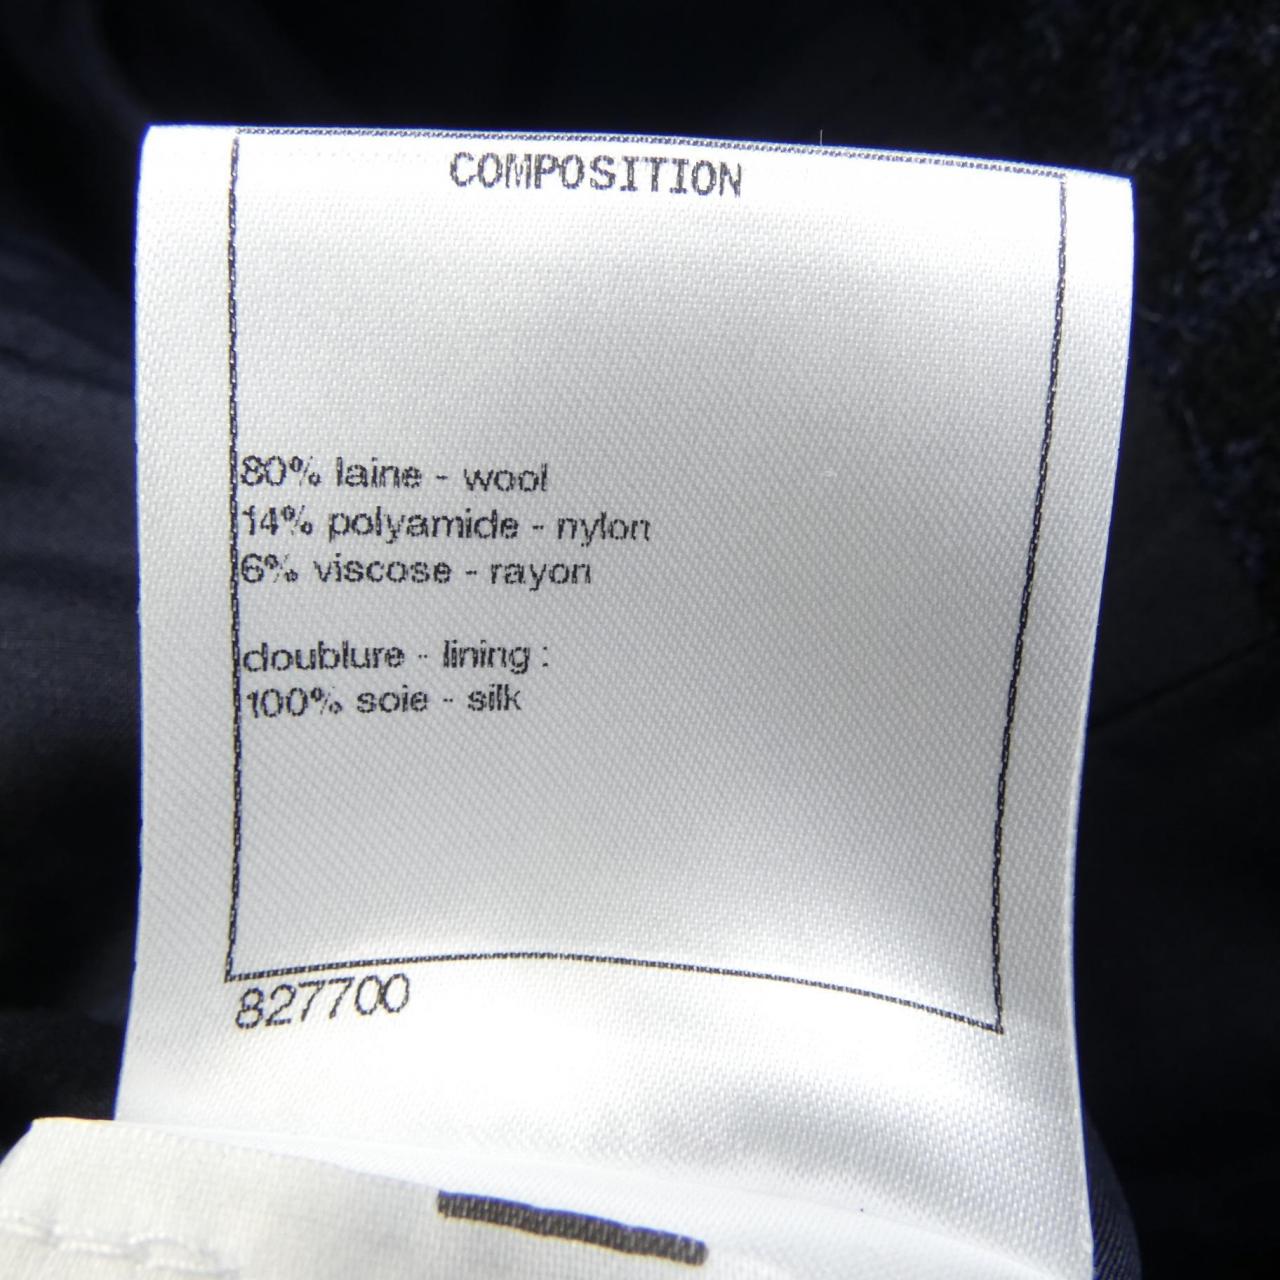 COMPOSITION
80% laine - wool
14% polyamide - nylon
6% viscose - rayon
doublure - lining :
100% soie - silk
827700